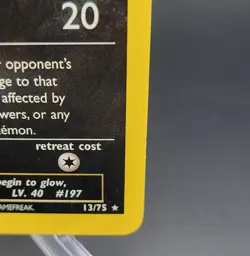 20
opponent's
ge to that
affected by
wers, or any
émon.
retreat cost
egin to glow,
LV. 40 #197
AMEFREAK.
13/75 ★